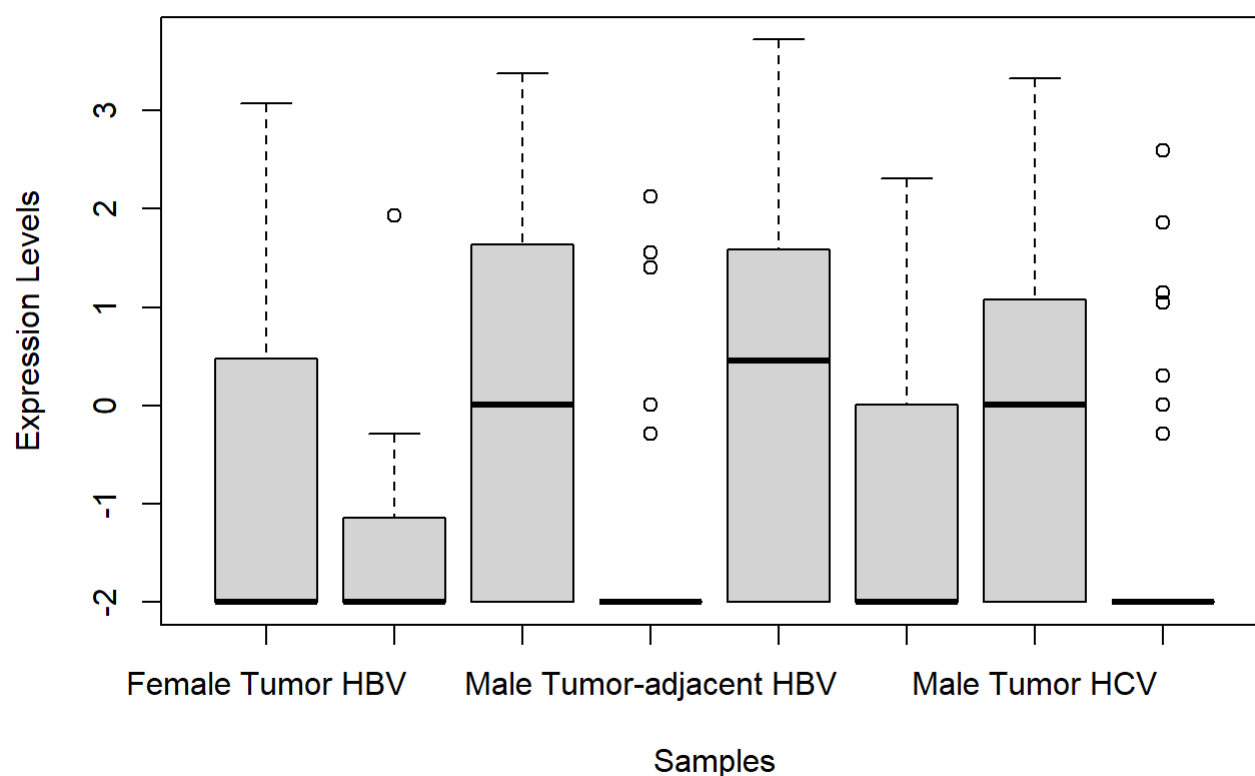 Expression Levels
3
2
1
0
-1
-2
Female Tumor HBV
Male Tumor-adjacent HBV
Male Tumor HCV
Samples